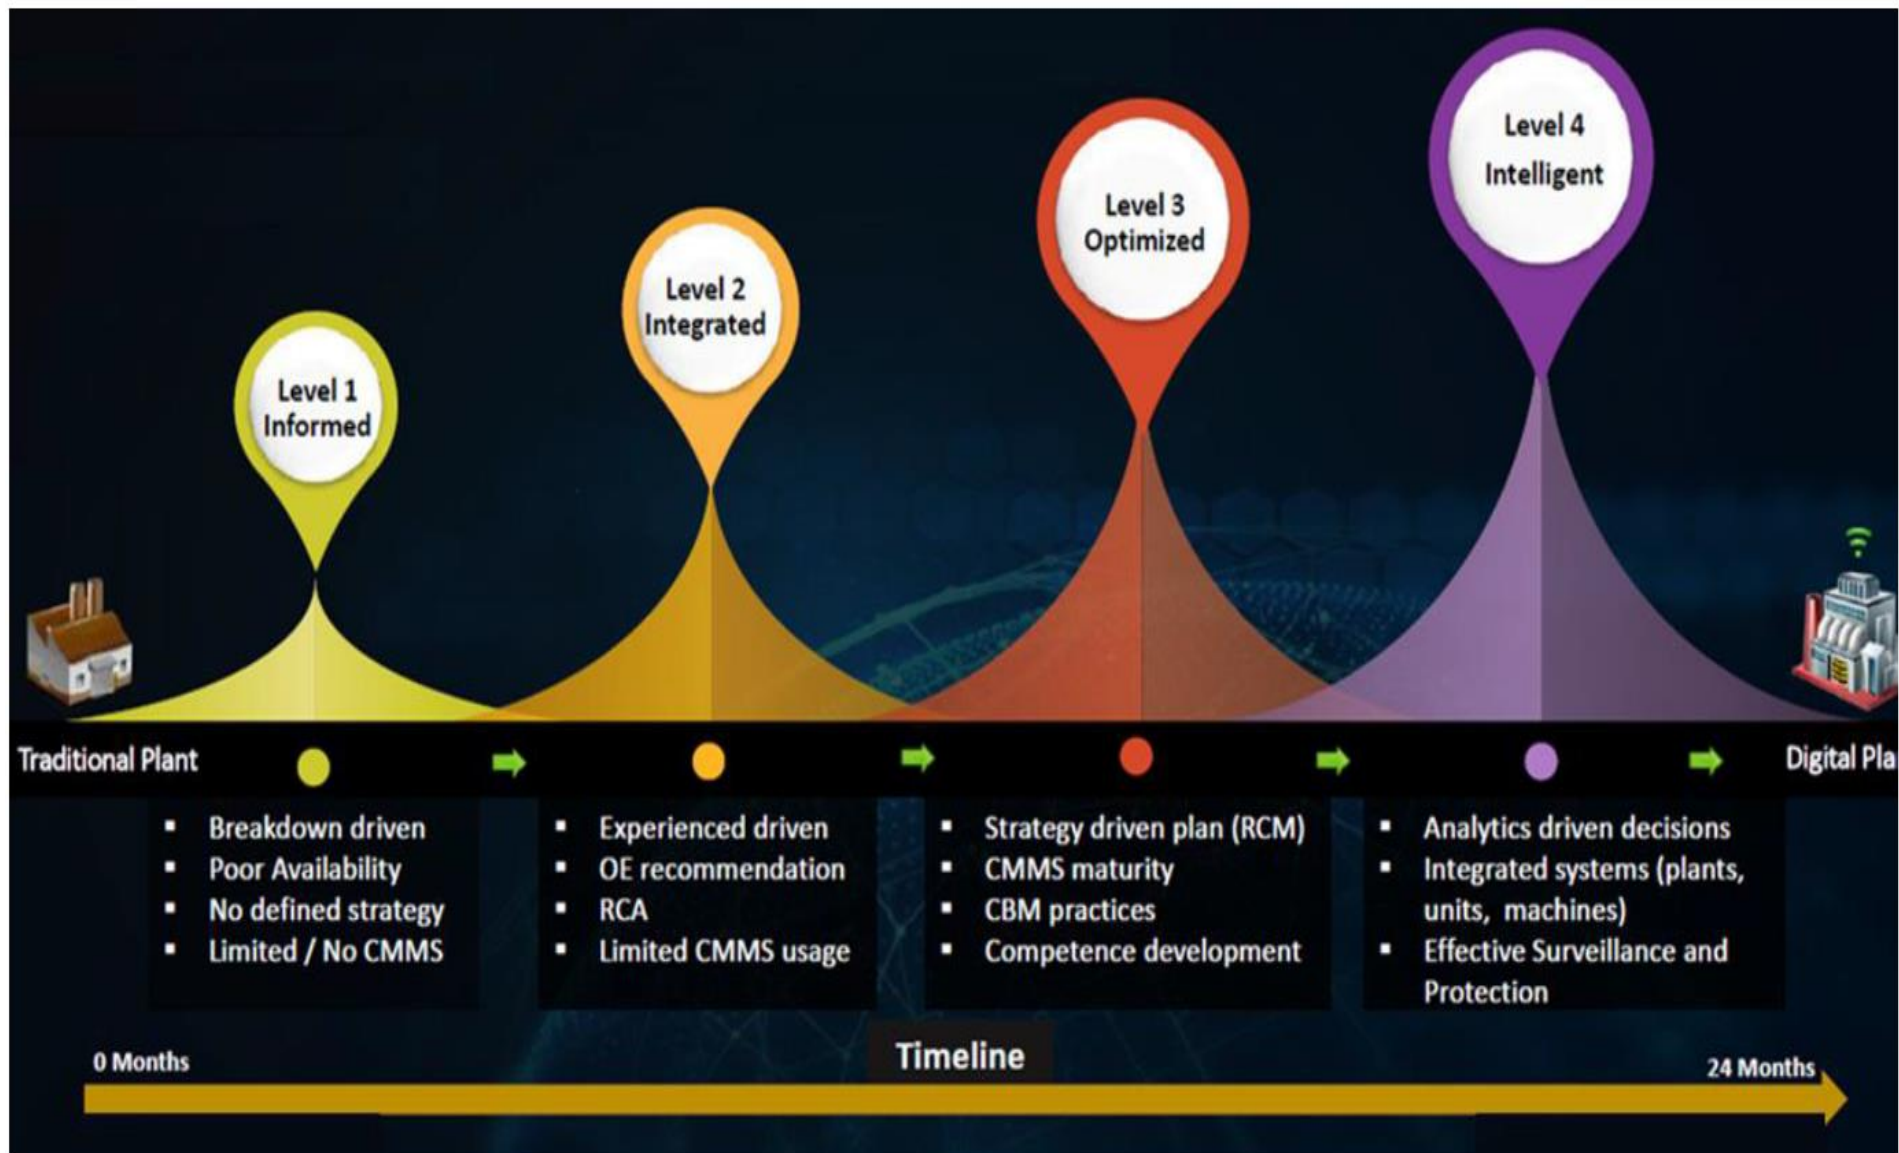 Level 1
Informed
Level 2
Integrated
Level 3
Optimized
Level 4
Intelligent
Traditional Plant
Digital Pla
▪ Breakdown driven
▪ Poor Availability
▪ No defined strategy
▪ Limited / No CMMS
▪ Experienced driven
▪ OE recommendation
▪ RCA
▪ Limited CMMS usage
▪ Strategy driven plan (RCM)
▪ CMMS maturity
▪ CBM practices
▪ Competence development
▪ Analytics driven decisions
▪ Integrated systems (plants,
units, machines)
▪ Effective Surveillance and
Protection
0 Months
Timeline
24 Months